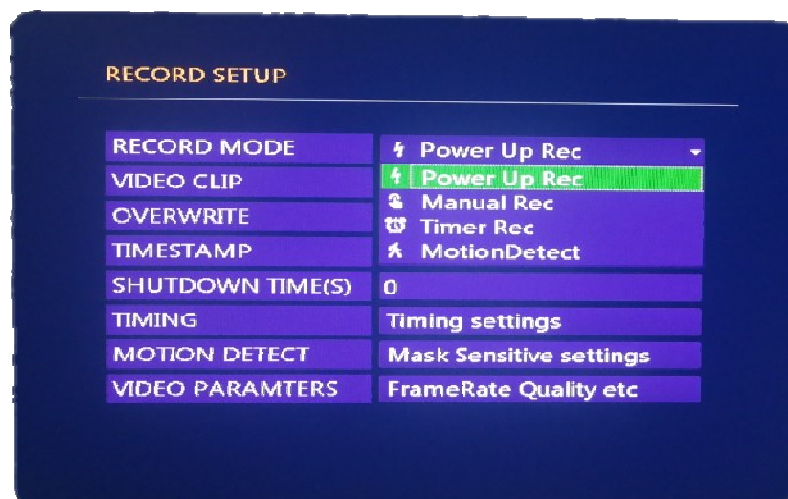 RECORD SETUP
RECORD MODE Power Up Rec
VIDEO CLIP Power Up Rec
Manual Rec
OVERWRITE Timer Rec
TIMESTAMP MotionDetect
SHUTDOWN TIME(S) 0
TIMING Timing settings
MOTION DETECT Mask Sensitive settings
VIDEO PARAMTERS FrameRate Quality etc